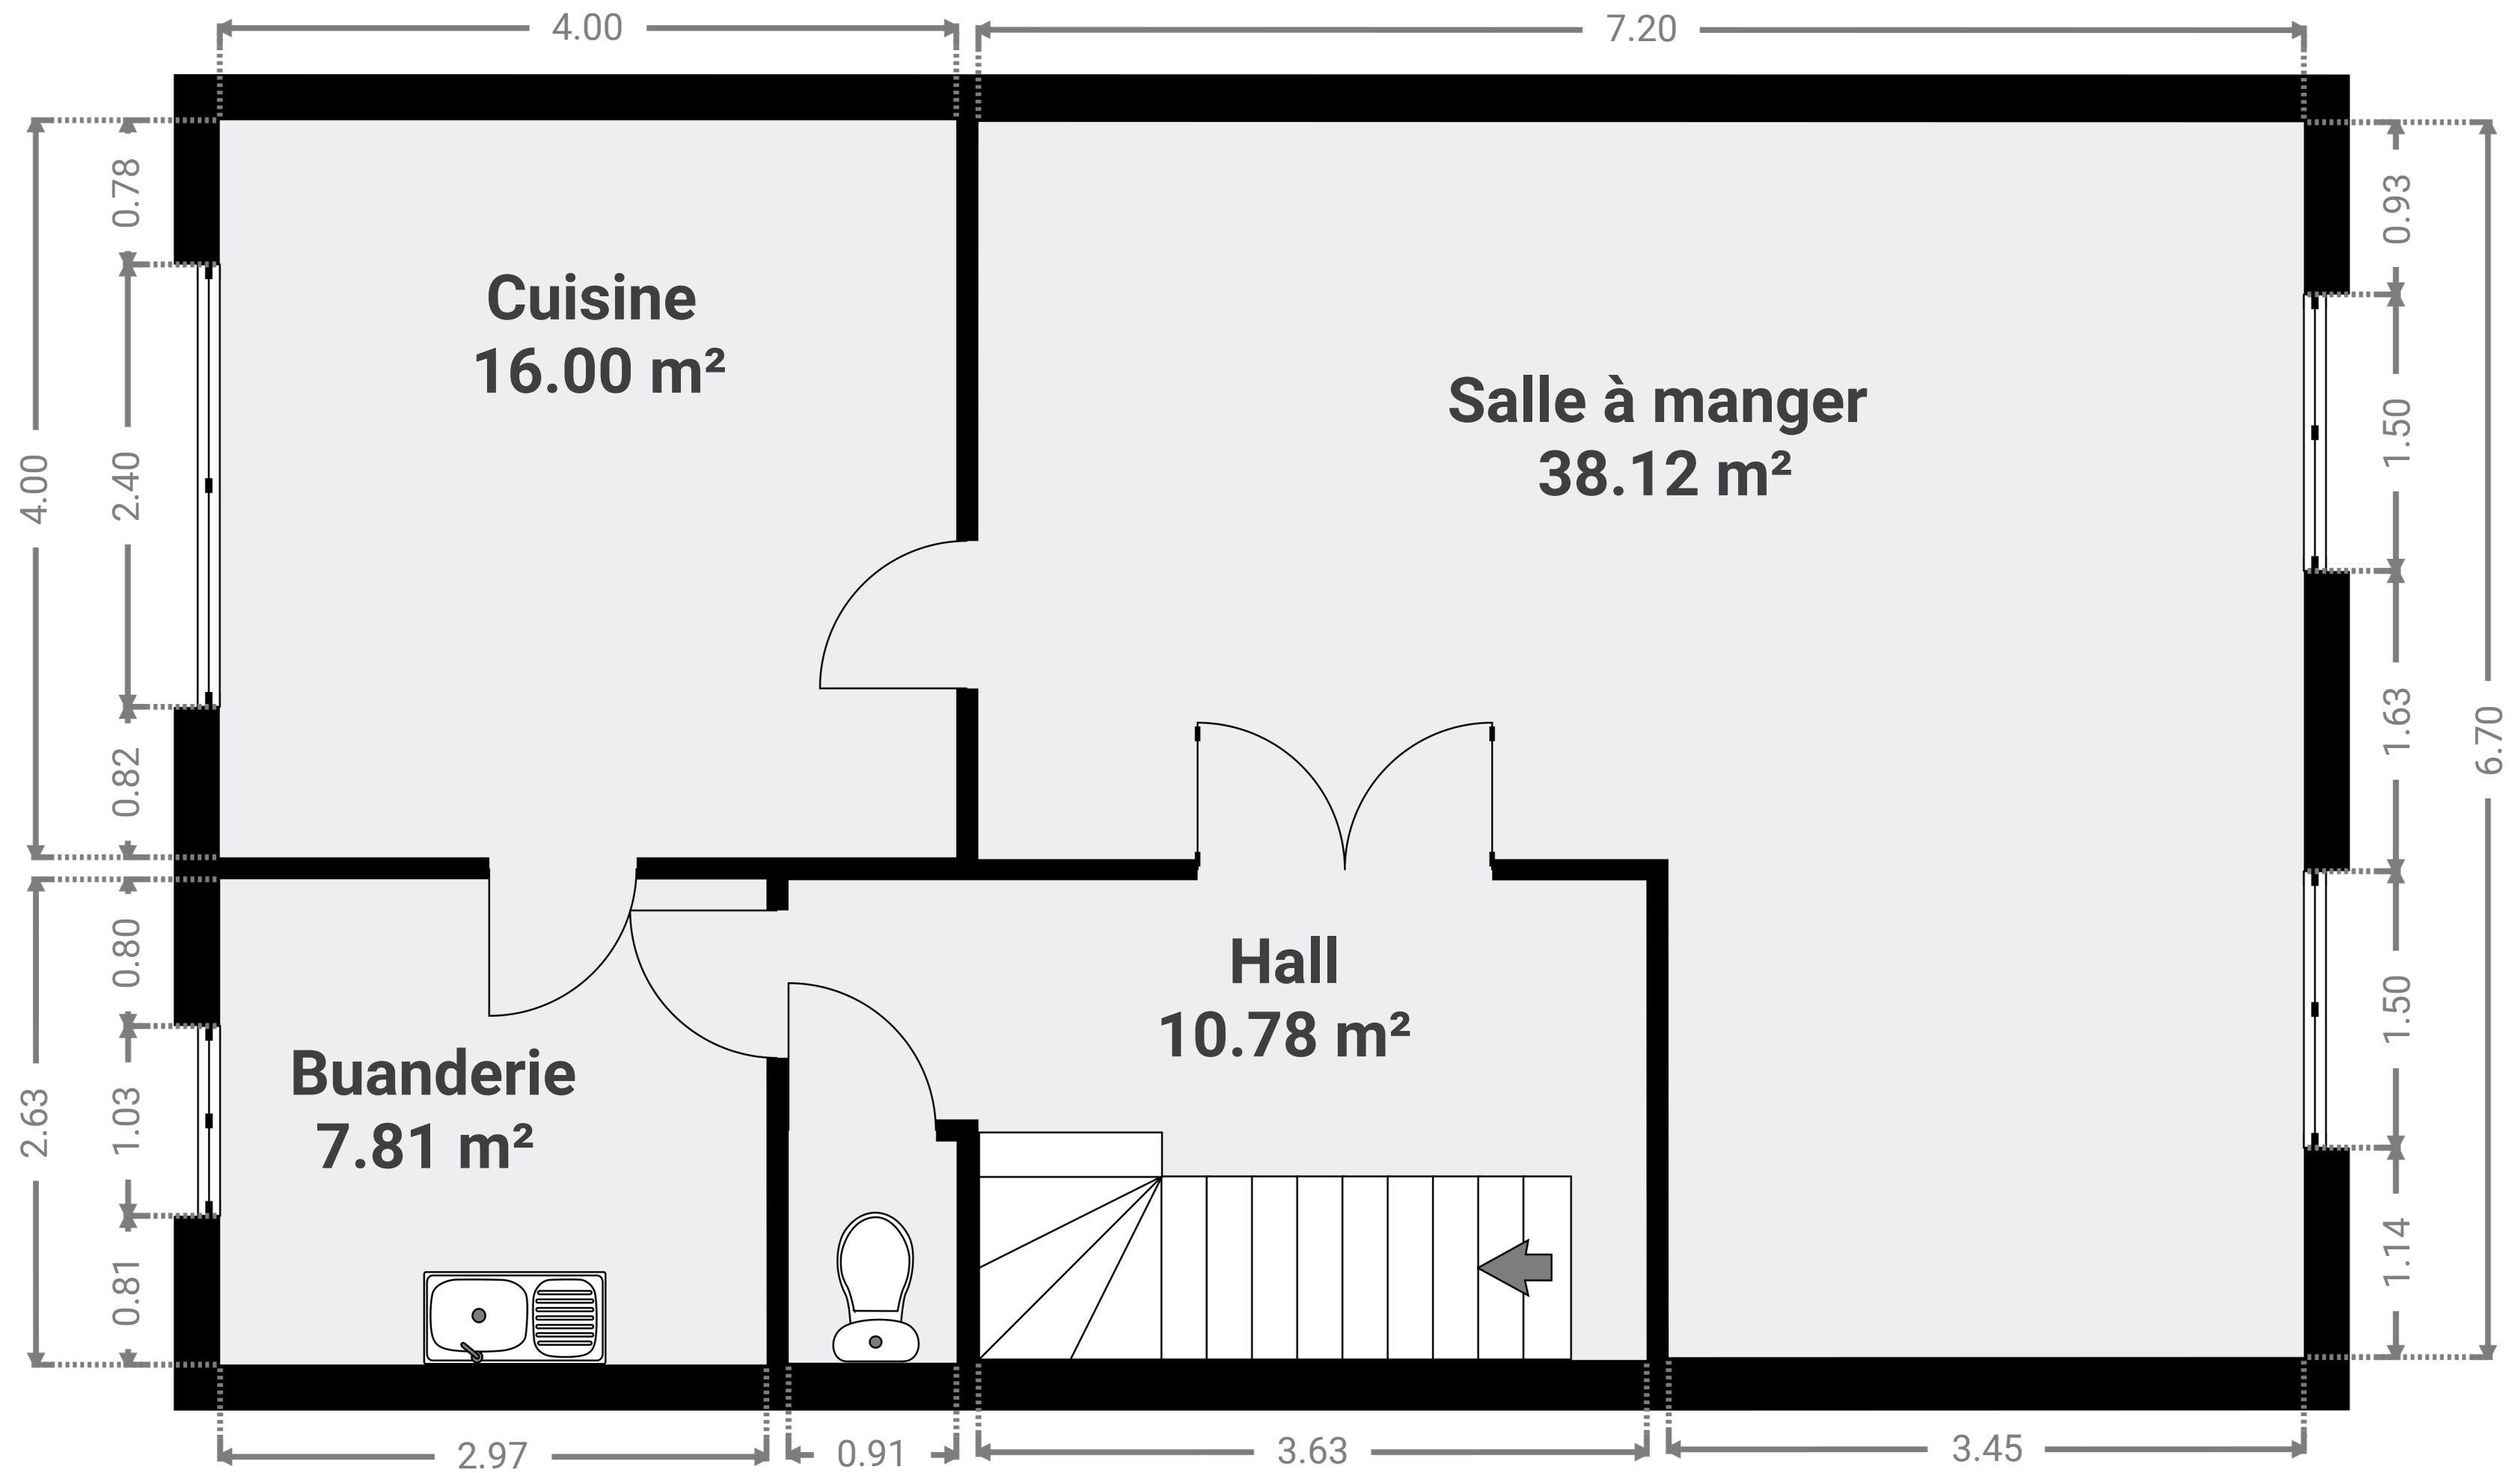 4.00
7.20
0.78
0.93
Cuisine
16.00 m²
Salle à manger
38.12 m²
4.00
2.40
1.50
1.63
6.70
0.82
0.80
Hall
10.78 m²
1.50
Buanderie
7.81 m²
2.63
1.03
0.81
1.14
2.97
0.91
3.63
3.45